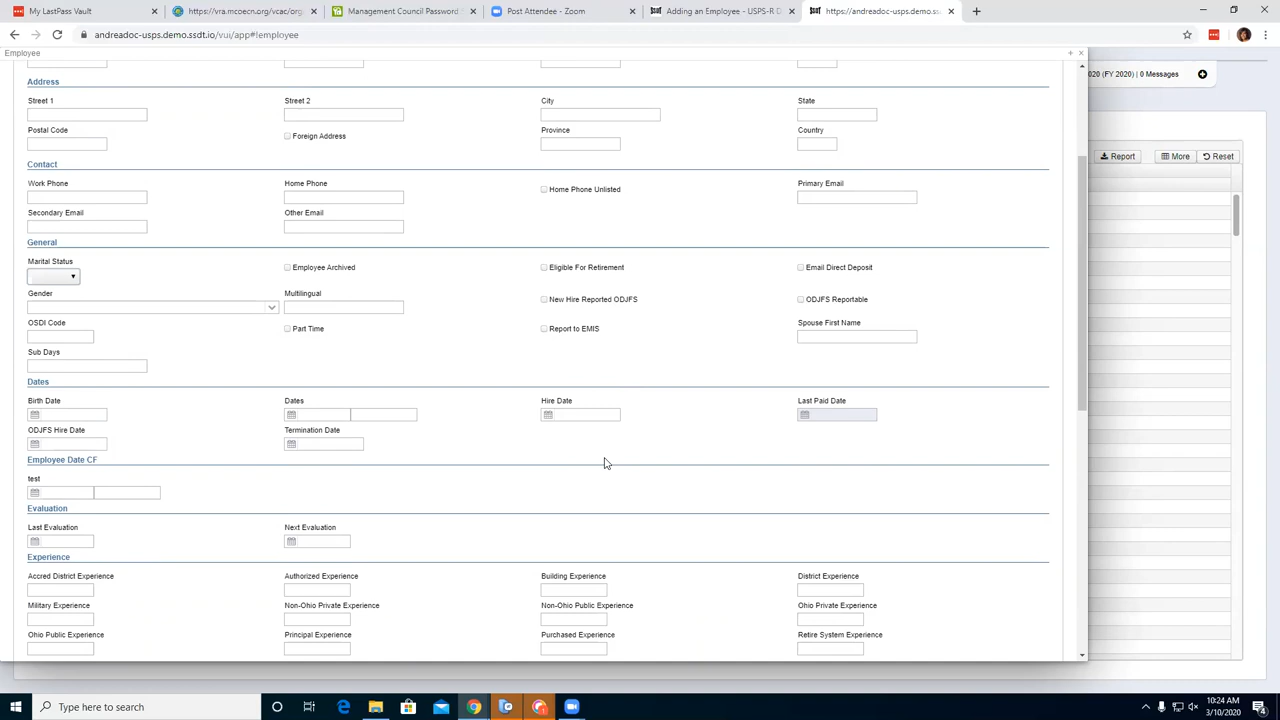 My LastPass Vault
https://vra.mcoecn.org/vcac/org
Management Council Password
Post Attendee - Zoom
Adding an Employee - USPS-R D
https://andreadoc-usps.demo.ss
andreadoc-usps.demo.ssdt.io/vui/app#!employee
Employee
020 (FY 2020) | 0 Messages
Report
More
Reset
Address
Street 1
Street 2
City
State
Postal Code
Foreign Address
Province
Country
Contact
Work Phone
Home Phone
Home Phone Unlisted
Primary Email
Secondary Email
Other Email
General
Marital Status
Employee Archived
Eligible For Retirement
Email Direct Deposit
Gender
Multilingual
New Hire Reported ODJFS
ODJFS Reportable
OSDI Code
Part Time
Report to EMIS
Spouse First Name
Sub Days
Dates
Birth Date
Dates
Hire Date
Last Paid Date
ODJFS Hire Date
Termination Date
Employee Date CF
test
Evaluation
Last Evaluation
Next Evaluation
Experience
Accred District Experience
Authorized Experience
Building Experience
District Experience
Military Experience
Non-Ohio Private Experience
Non-Ohio Public Experience
Ohio Private Experience
Ohio Public Experience
Principal Experience
Purchased Experience
Retire System Experience
Type here to search
10:24 AM
3/10/2020
4